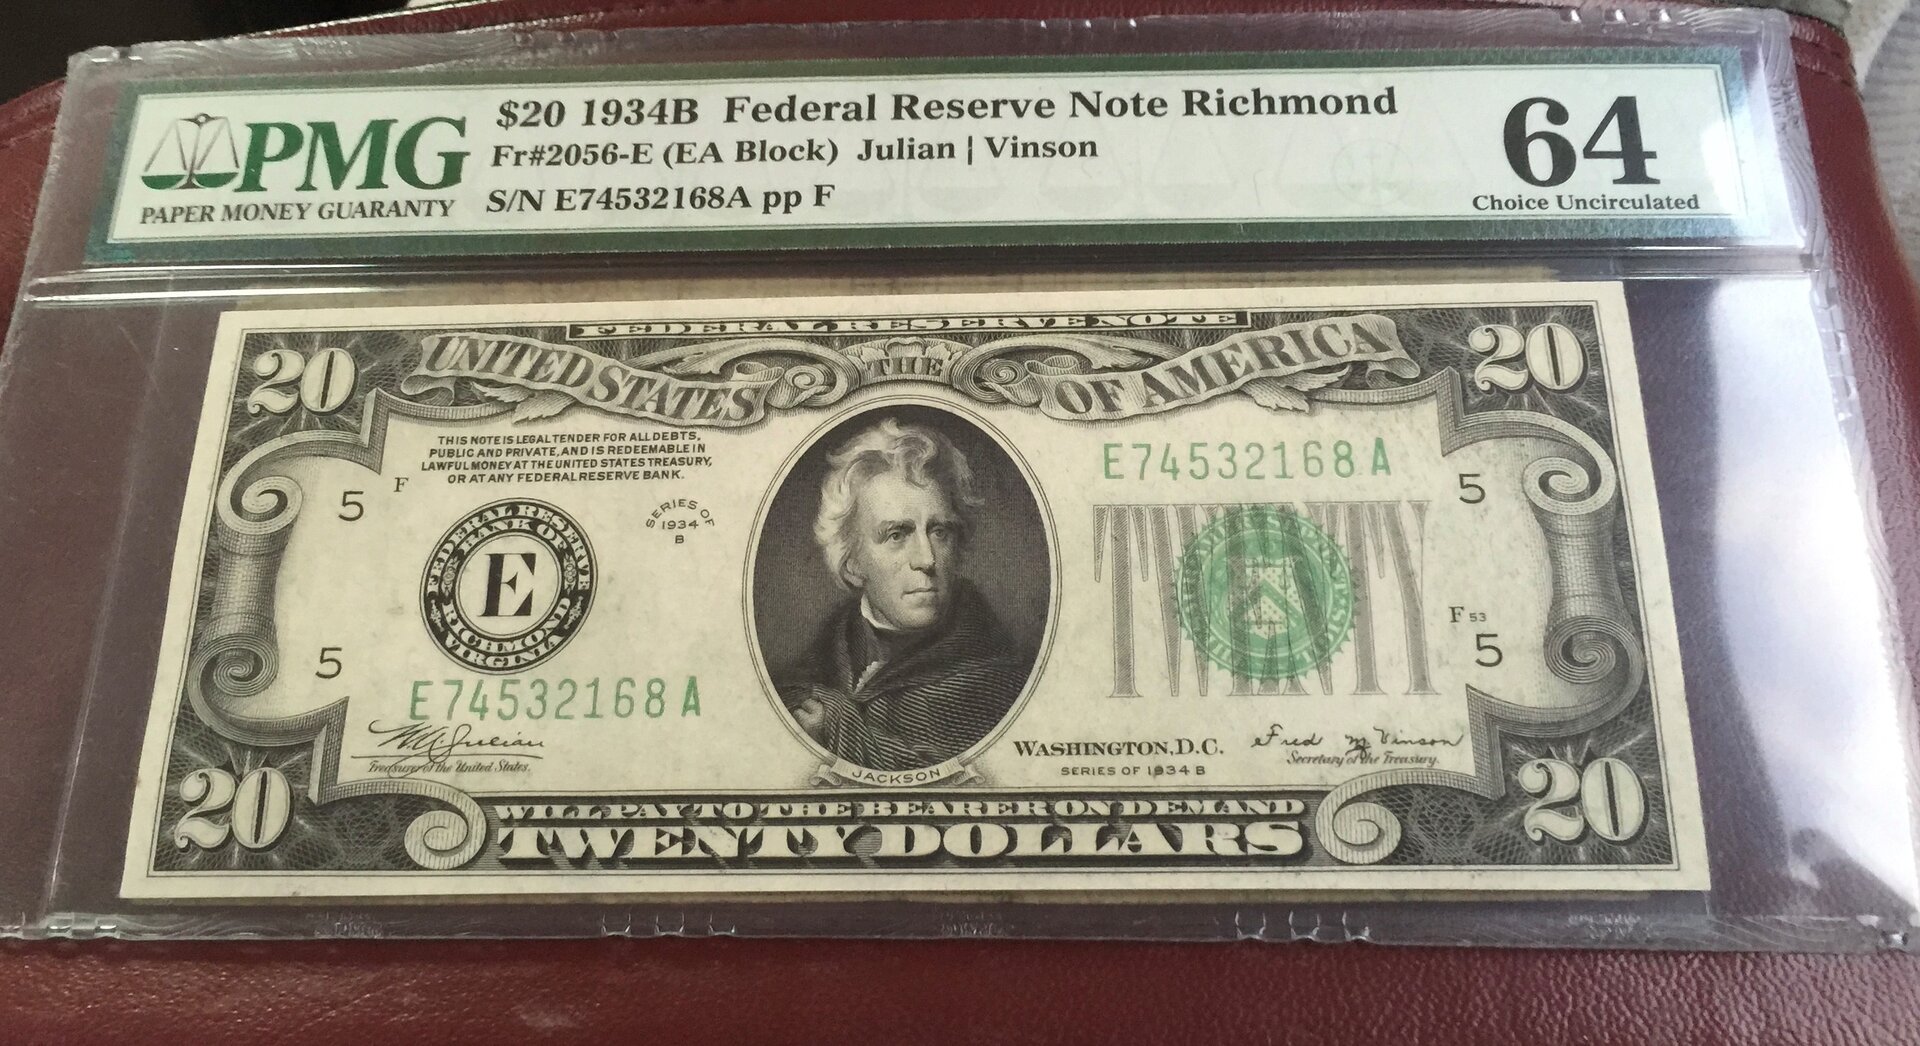 PMG
PAPER MONEY GUARANTY
$20 1934B Federal Reserve Note Richmond
Fr#2056-E (EA Block) Julian | Vinson
S/N E74532168A pp F
64
Choice Uncirculated
FEDERAL RESERVE NOTE
20
UNITED STATES THE OF AMERICA
20
THIS NOTE IS LEGAL TENDER FOR ALL DEBTS,
PUBLIC AND PRIVATE, AND IS REDEEMABLE IN
LAWFUL MONEY AT THE UNITED STATES TREASURY,
OR AT ANY FEDERAL RESERVE BANK.
E74532168A
5
F
SERIES OF
1934
B
5
FEDERAL RESERVE
BANK OF
E
RICHMOND
VIRGINIA
TWENTY
F 53
5
5
E74532168A
W.A. Julian
Treasurer of the United States.
JACKSON
WASHINGTON, D.C.
SERIES OF 1934 B
Fred M Vinson
Secretary of the Treasury.
20
WILL PAY TO THE BEARER ON DEMAND
TWENTY DOLLARS
20